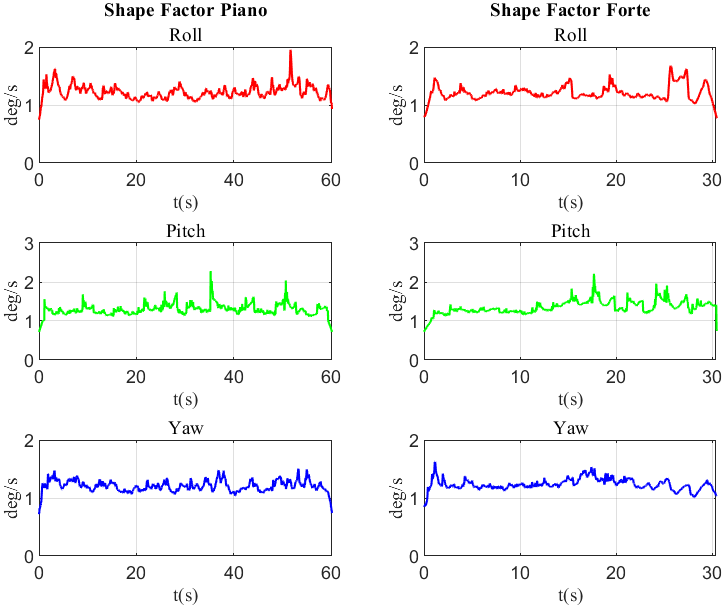 Shape Factor Piano
Roll
deg/s
2
1
0
0 20 40 60
t(s)
Pitch
deg/s
3
2
1
0
0 20 40 60
t(s)
Yaw
deg/s
2
1
0
0 20 40 60
t(s)
Shape Factor Forte
Roll
deg/s
2
1
0
0 10 20 30
t(s)
Pitch
deg/s
3
2
1
0
0 10 20 30
t(s)
Yaw
deg/s
2
1
0
0 10 20 30
t(s)